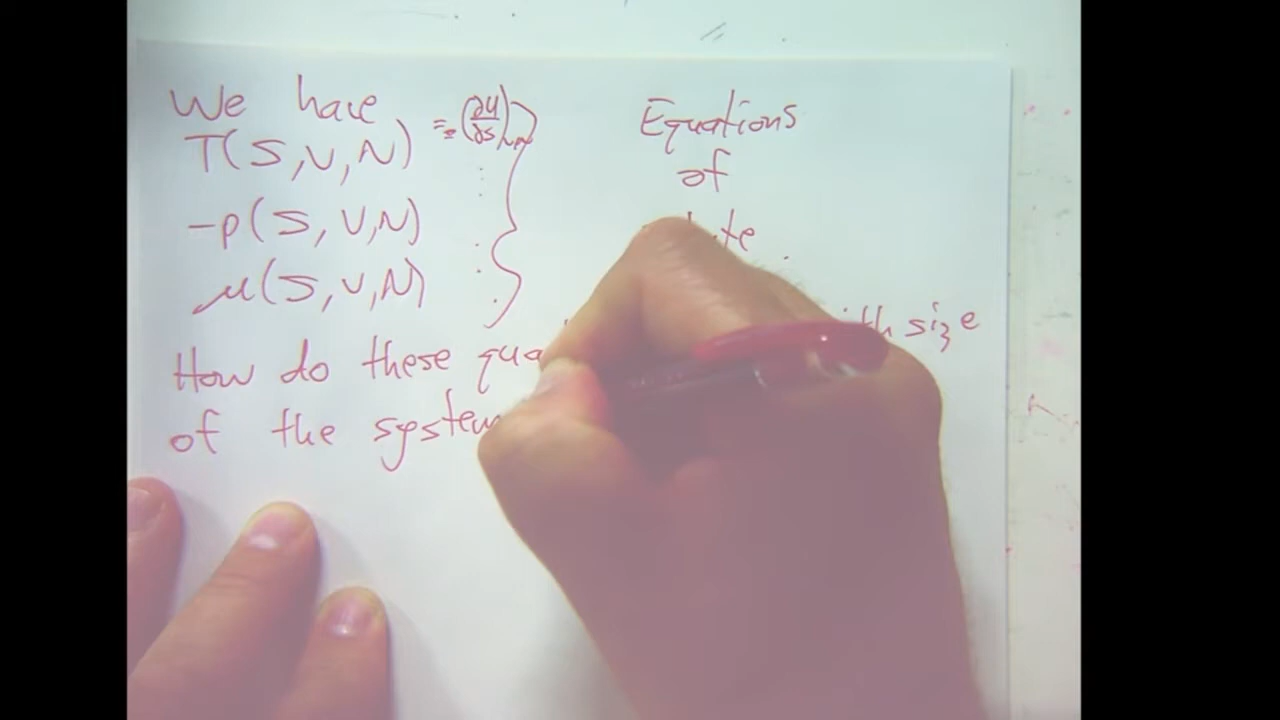 We have
T(S,V,N) = (∂U/∂S)V,N
-p(S,V,N)
μ(S,V,N)
Equations
of
How do these with size
of the system